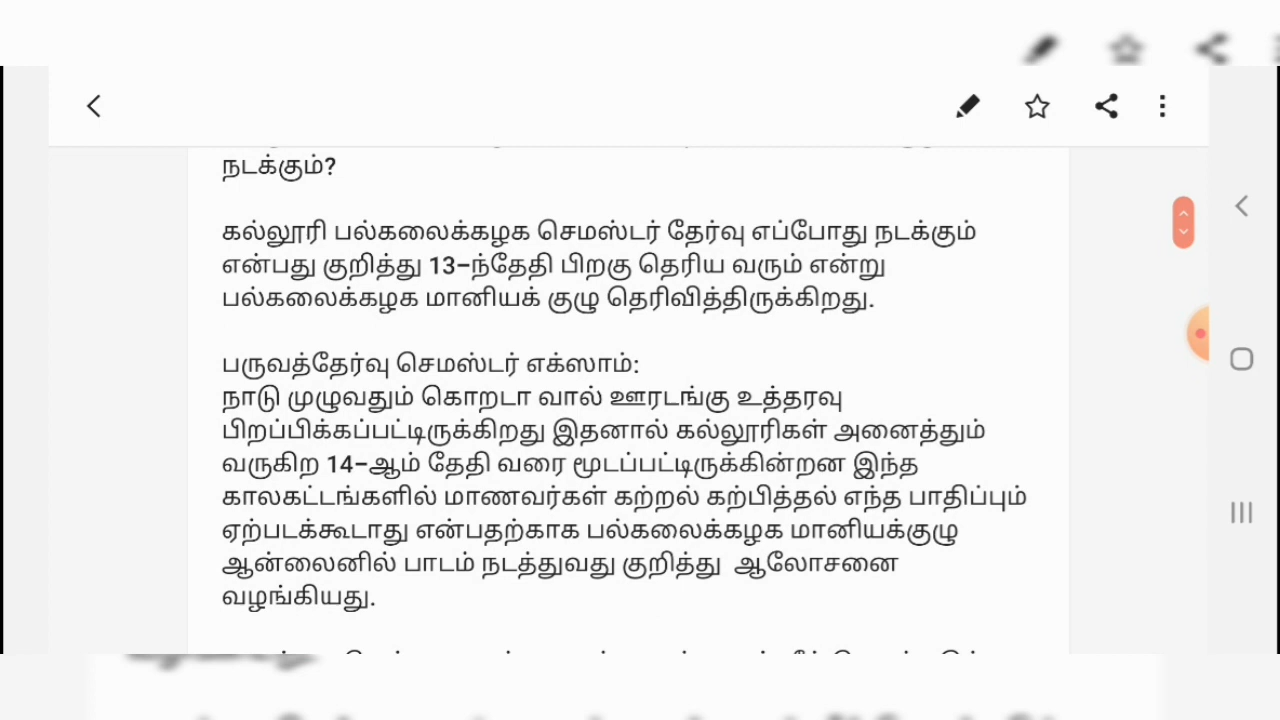 நடக்கும்?
கல்லூரி பல்கலைக்கழக செமஸ்டர் தேர்வு எப்போது நடக்கும்
என்பது குறித்து 13-ந்தேதி பிறகு தெரிய வரும் என்று
பல்கலைக்கழக மானியக் குழு தெரிவித்திருக்கிறது.
பருவத்தேர்வு செமஸ்டர் எக்ஸாம்:
நாடு முழுவதும் கொறடா வால் ஊரடங்கு உத்தரவு
பிறப்பிக்கப்பட்டிருக்கிறது இதனால் கல்லூரிகள் அனைத்தும்
வருகிற 14-ஆம் தேதி வரை மூடப்பட்டிருக்கின்றன இந்த
காலகட்டங்களில் மாணவர்கள் கற்றல் கற்பித்தல் எந்த பாதிப்பும்
ஏற்படக்கூடாது என்பதற்காக பல்கலைக்கழக மானியக்குழு
ஆன்லைனில் பாடம் நடத்துவது குறித்து ஆலோசனை
வழங்கியது.